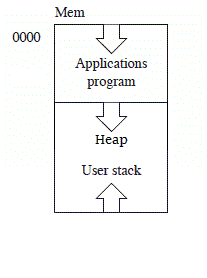 Mem
0000
Applications
program
Heap
User stack